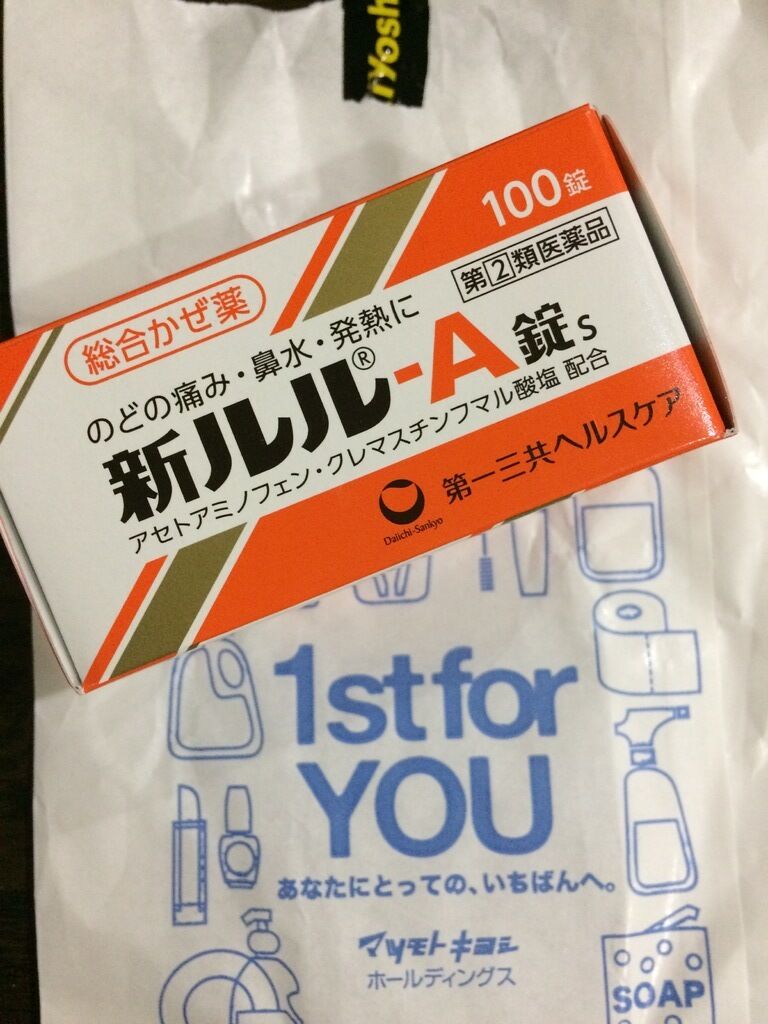 rYosh
100錠
第②類医薬品
総合かぜ薬
のどの痛み・鼻水・発熱に
新ルル®-A錠s
アセトアミノフェン・クレマスチンフマル酸塩 配合
Daiichi-Sankyo
第一三共ヘルスケア
1st for
YOU
あなたにとっての、いちばんへ。
マツモトキヨシ
ホールディングス
SOAP